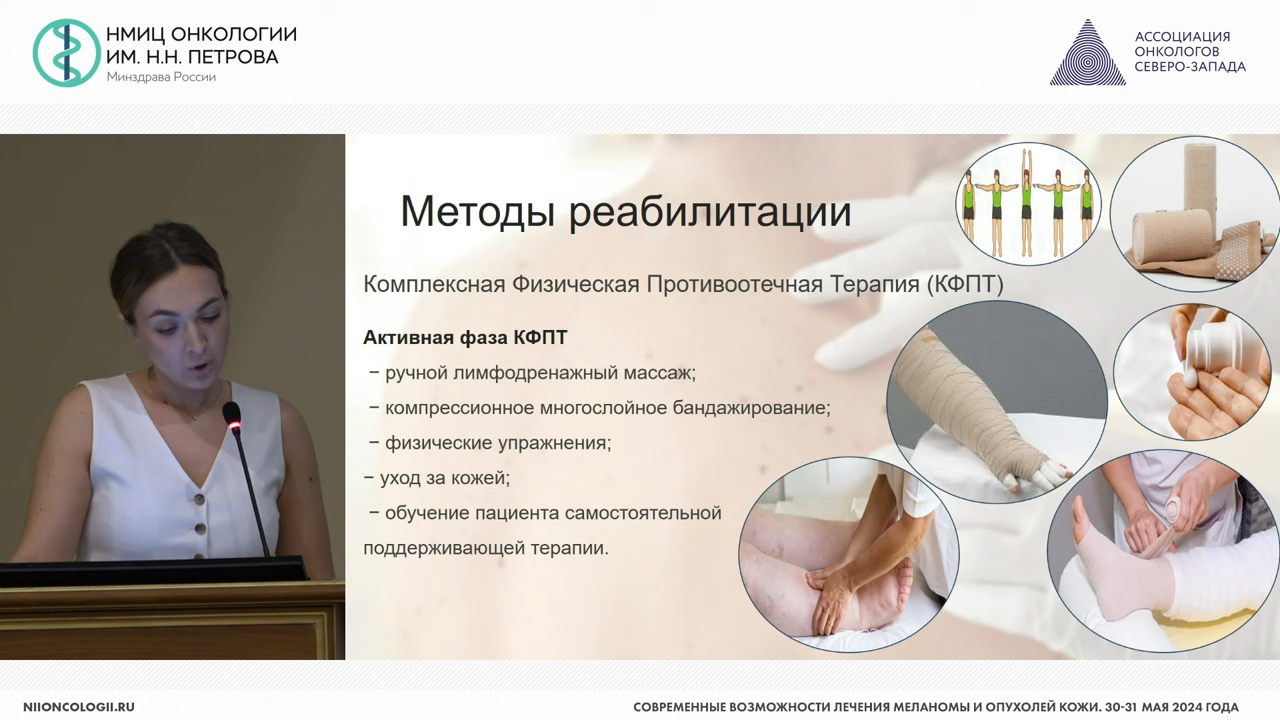 НМИЦ ОНКОЛОГИИ
ИМ. Н.Н. ПЕТРОВА
Минздрава России
АССОЦИАЦИЯ
ОНКОЛОГОВ
СЕВЕРО-ЗАПАДА
Методы реабилитации
Комплексная Физическая Противоотечная Терапия (КФПТ)
Активная фаза КФПТ
− ручной лимфодренажный массаж;
− компрессионное многослойное бандажирование;
− физические упражнения;
− уход за кожей;
− обучение пациента самостоятельной
поддерживающей терапии.
NIIONCOLOGII.RU
СОВРЕМЕННЫЕ ВОЗМОЖНОСТИ ЛЕЧЕНИЯ МЕЛАНОМЫ И ОПУХОЛЕЙ КОЖИ. 30-31 МАЯ 2024 ГОДА